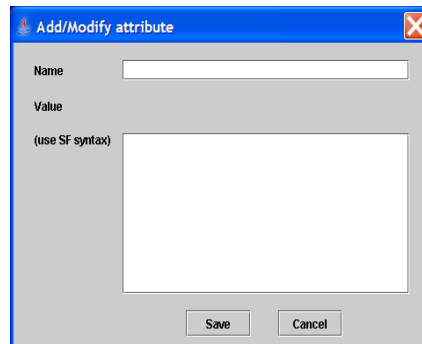 Add/Modify attribute
Name
Value
(use SF syntax)
Save Cancel